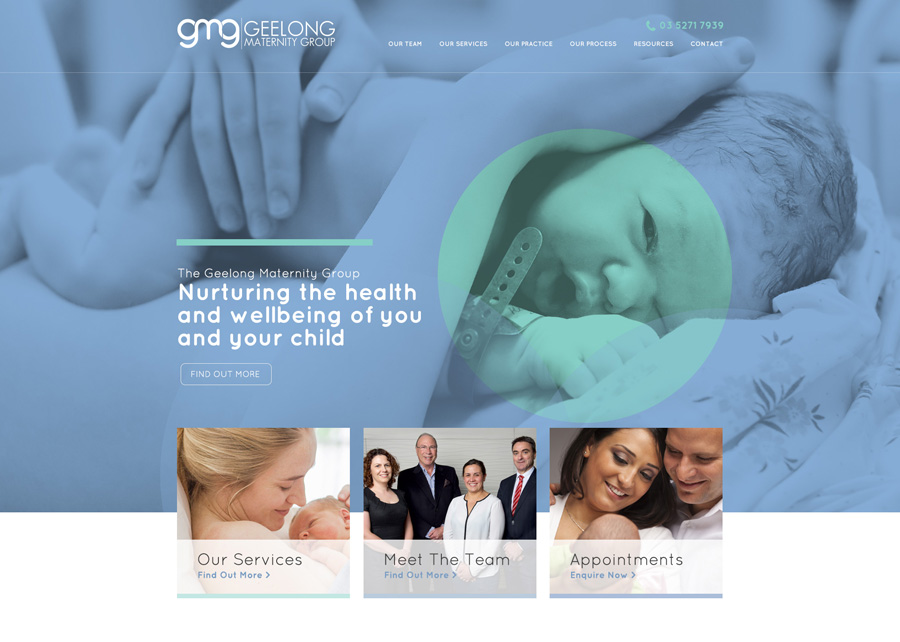 gmg GEELONG
MATERNITY GROUP
03 5271 7939
OUR TEAM OUR SERVICES OUR PRACTICE OUR PROCESS RESOURCES CONTACT
The Geelong Maternity Group
Nurturing the health
and wellbeing of you
and your child
FIND OUT MORE
Our Services
Find Out More >
Meet The Team
Find Out More >
Appointments
Enquire Now >